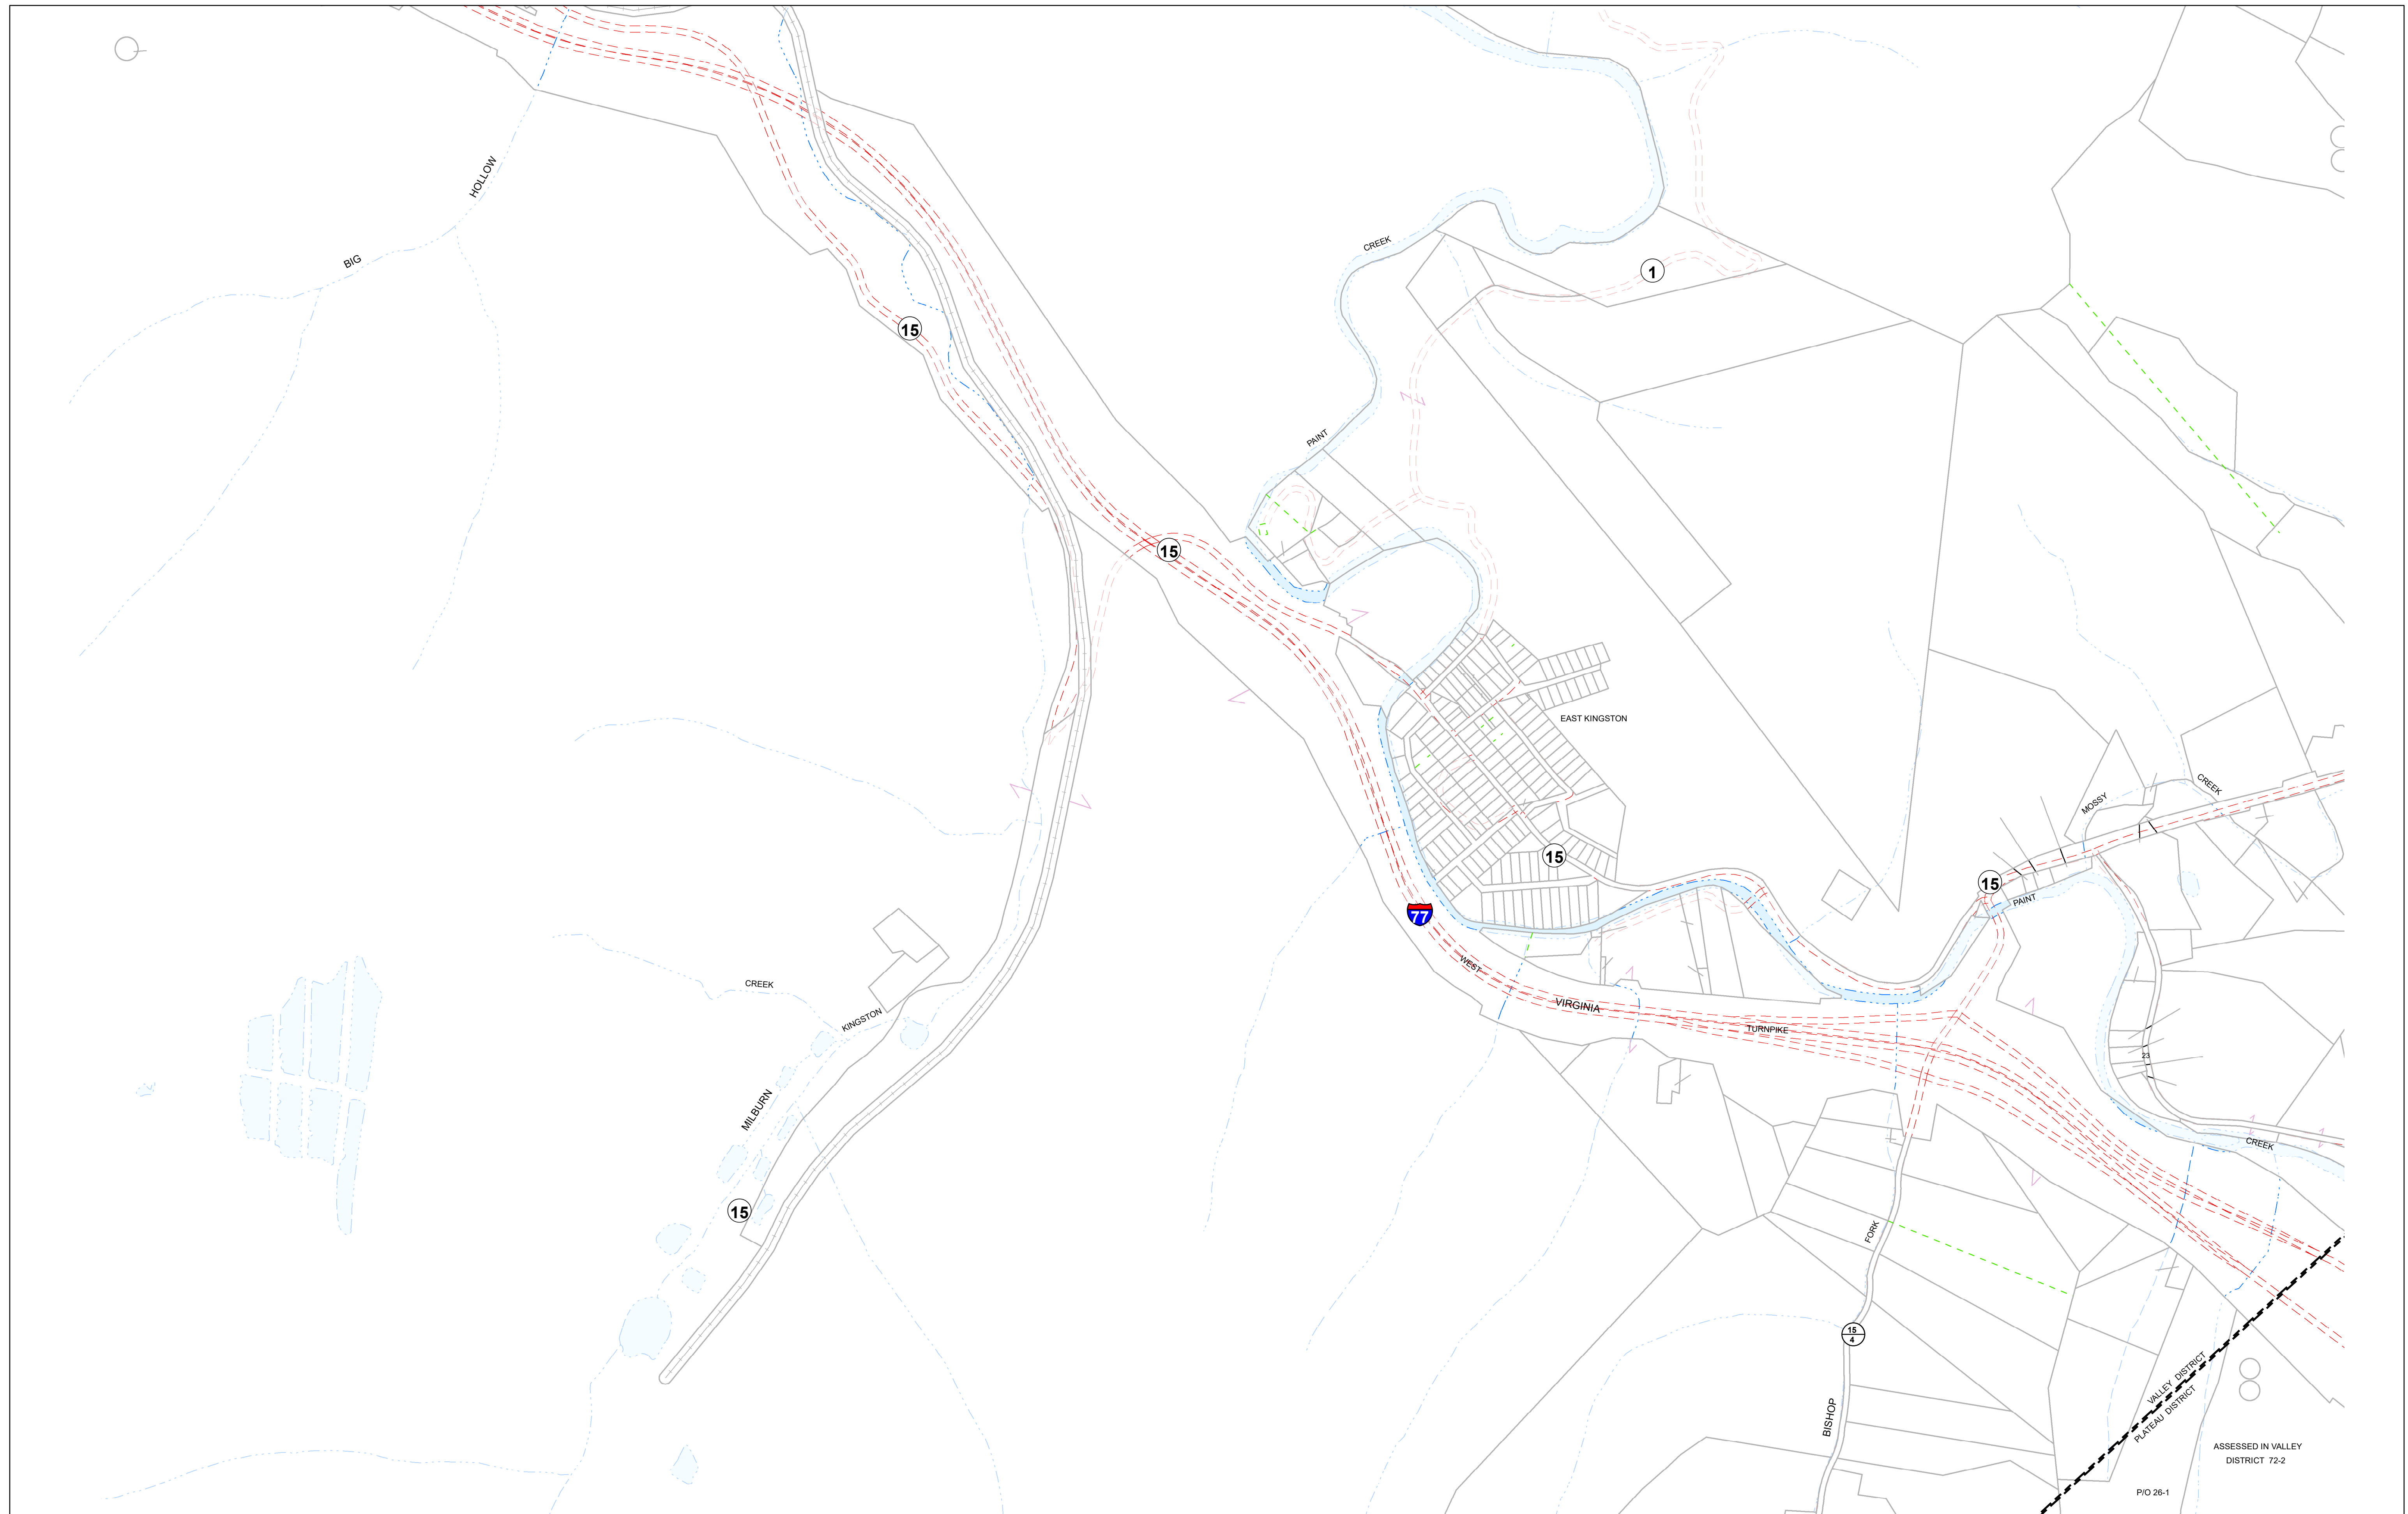 HOLLOW
BIG
CREEK
1
15
PAINT
15
EAST KINGSTON
CREEK
MOSSY
15
15
PAINT
77
WEST
CREEK
VIRGINIA
KINGSTON
TURNPIKE
23
MILBURN
CREEK
15
FORK
15
4
VALLEY DISTRICT
PLATEAU DISTRICT
BISHOP
ASSESSED IN VALLEY
DISTRICT 72-2
P/O 26-1